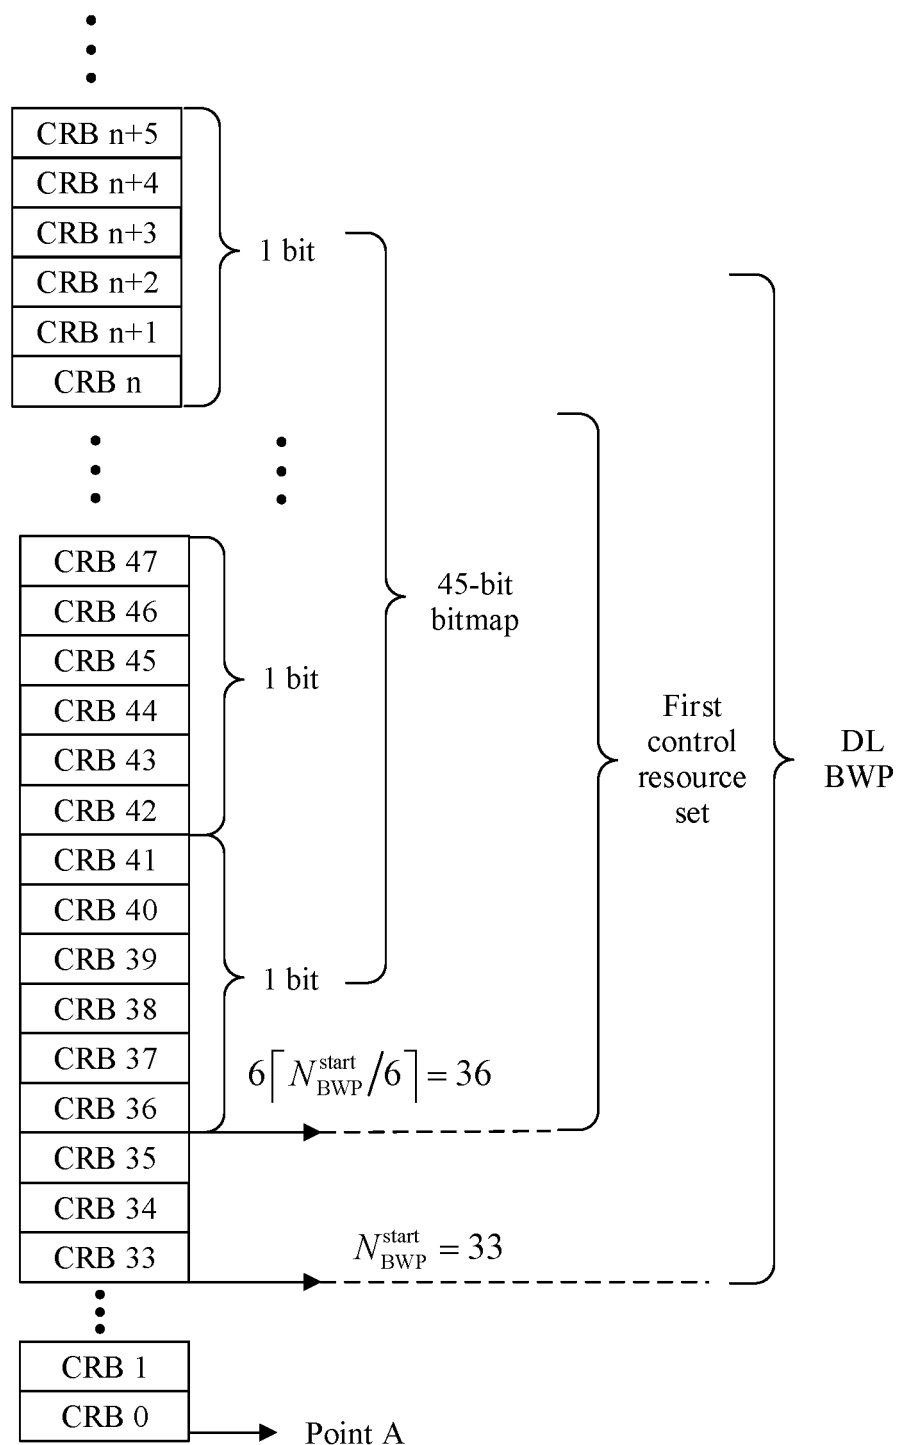 CRB n+5
CRB n+4
CRB n+3
1 bit
CRB n+2
CRB n+1
CRB n
CRB 47
CRB 46
45-bit
bitmap
CRB 45
1 bit
CRB 44
CRB 43
CRB 42
First
control
resource
set
DL
BWP
CRB 41
CRB 40
CRB 39
1 bit
CRB 38
CRB 37
6⌈N_BWP^start/6⌉=36
CRB 36
CRB 35
CRB 34
N_BWP^start = 33
CRB 33
CRB 1
CRB 0
Point A